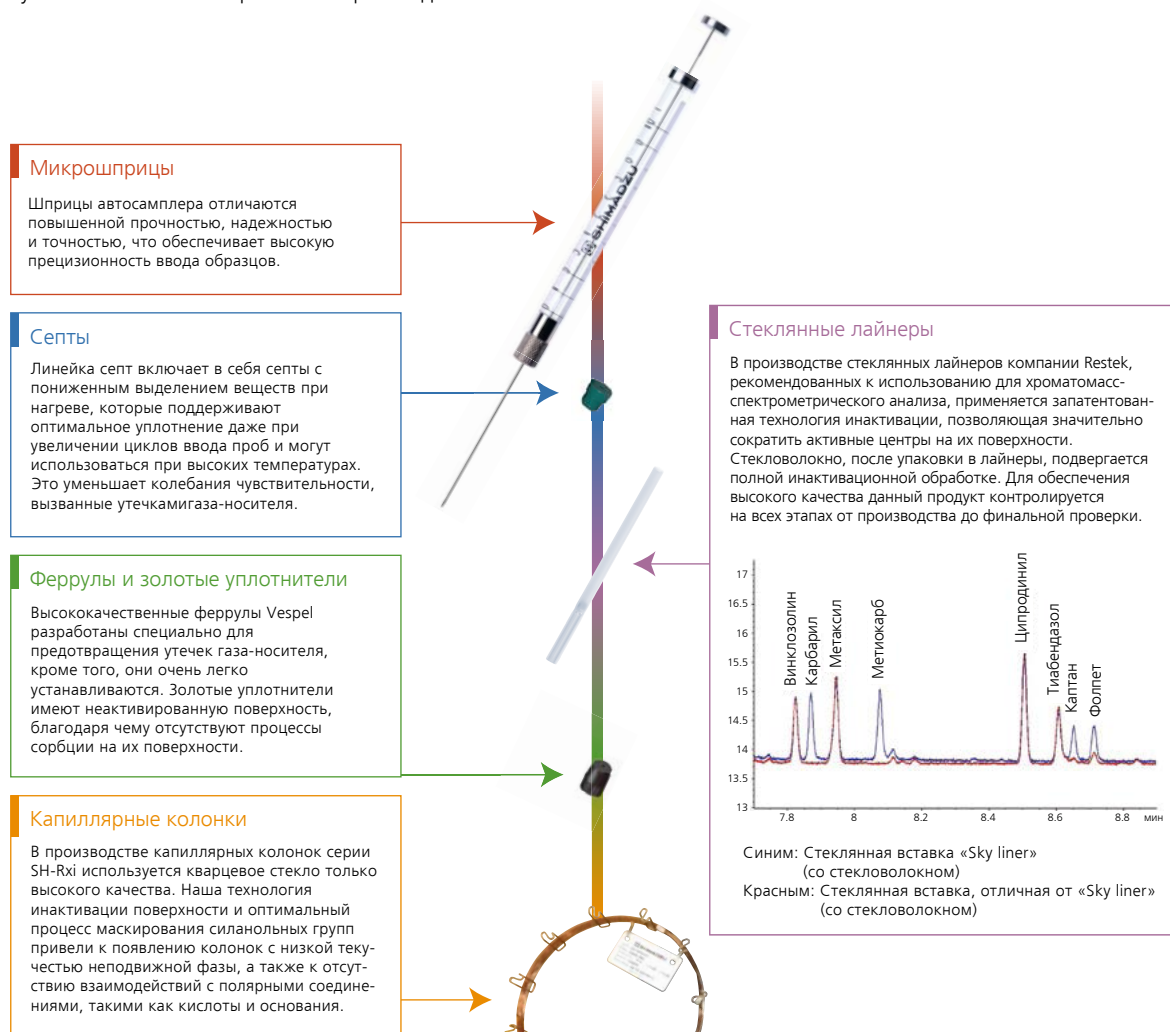 Микрошприцы
Шприцы автосамплера отличаются
повышенной прочностью, надежностью
и точностью, что обеспечивает высокую
прецизионность ввода образцов.
Септы
Линейка септ включает в себя септы с
пониженным выделением веществ при
нагреве, которые поддерживают
оптимальное уплотнение даже при
увеличении циклов ввода проб и могут
использоваться при высоких температурах.
Это уменьшает колебания чувствительности,
вызванные утечкамигаза-носителя.
Феррулы и золотые уплотнители
Высококачественные феррулы Vespel
разработаны специально для
предотвращения утечек газа-носителя,
кроме того, они очень легко
устанавливаются. Золотые уплотнители
имеют неактивированную поверхность,
благодаря чему отсутствуют процессы
сорбции на их поверхности.
Капиллярные колонки
В производстве капиллярных колонок серии
SH-Rxi используется кварцевое стекло только
высокого качества. Наша технология
инактивации поверхности и оптимальный
процесс маскирования силанольных групп
привели к появлению колонок с низкой теку-
честью неподвижной фазы, а также к отсут-
ствию взаимодействий с полярными соедине-
ниями, такими как кислоты и основания.
SHIMADZU
Стеклянные лайнеры
В производстве стеклянных лайнеров компании Restek,
рекомендованных к использованию для хроматомасс-
спектрометрического анализа, применяется запатентован-
ная технология инактивации, позволяющая значительно
сократить активные центры на их поверхности.
Стекловолокно, после упаковки в лайнеры, подвергается
полной инактивационной обработке. Для обеспечения
высокого качества данный продукт контролируется
на всех этапах от производства до финальной проверки.
17
16.5
16
15.5
15
14.5
14
13.5
13
Винклозолин
Карбарил
Метаксил
Метиокарб
Ципродинил
Тиабендазол
Каптан
Фолпет
7.8 8 8.2 8.4 8.6 8.8 мин
Синим: Стеклянная вставка «Sky liner»
(со стекловолокном)
Красным: Стеклянная вставка, отличная от «Sky liner»
(со стекловолокном)